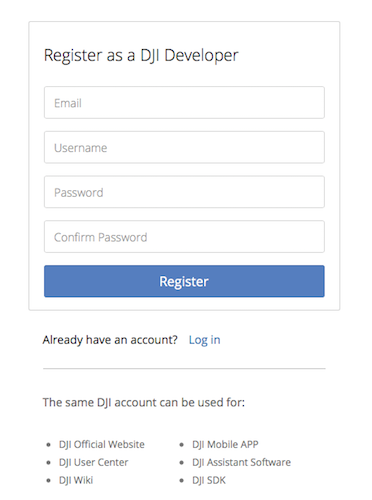 Register as a DJI Developer
Email
Username
Password
Confirm Password
Register
Already have an account? Log in
The same DJI account can be used for:
DJI Official Website
DJI User Center
DJI Wiki
DJI Mobile APP
DJI Assistant Software
DJI SDK